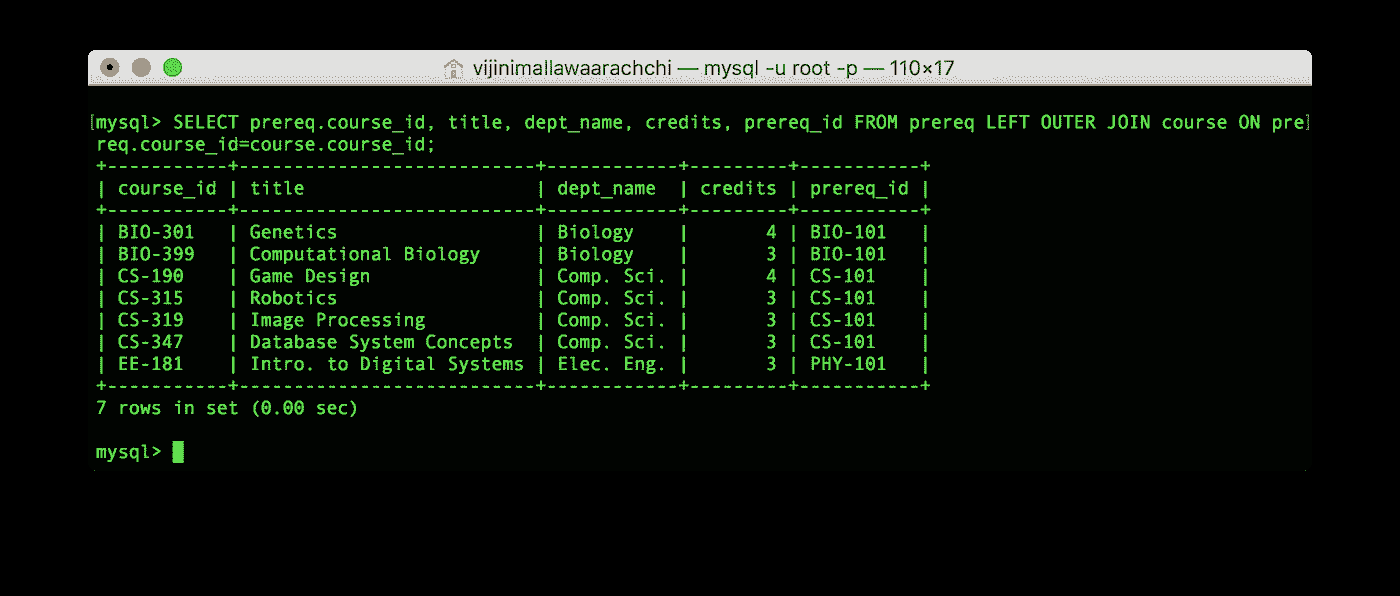 vijinimallawaarachchi — mysql -u root -p — 110×17
[mysql> SELECT prereq.course_id, title, dept_name, credits, prereq_id FROM prereq LEFT OUTER JOIN course ON pre]
req.course_id=course.course_id;
+-----------+----------------------------+------------+---------+-----------+
| course_id | title                      | dept_name  | credits | prereq_id |
+-----------+----------------------------+------------+---------+-----------+
| BIO-301   | Genetics                   | Biology    |       4 | BIO-101   |
| BIO-399   | Computational Biology      | Biology    |       3 | BIO-101   |
| CS-190    | Game Design                | Comp. Sci. |       4 | CS-101    |
| CS-315    | Robotics                   | Comp. Sci. |       3 | CS-101    |
| CS-319    | Image Processing           | Comp. Sci. |       3 | CS-101    |
| CS-347    | Database System Concepts   | Comp. Sci. |       3 | CS-101    |
| EE-181    | Intro. to Digital Systems  | Elec. Eng. |       3 | PHY-101   |
+-----------+----------------------------+------------+---------+-----------+
7 rows in set (0.00 sec)
mysql>